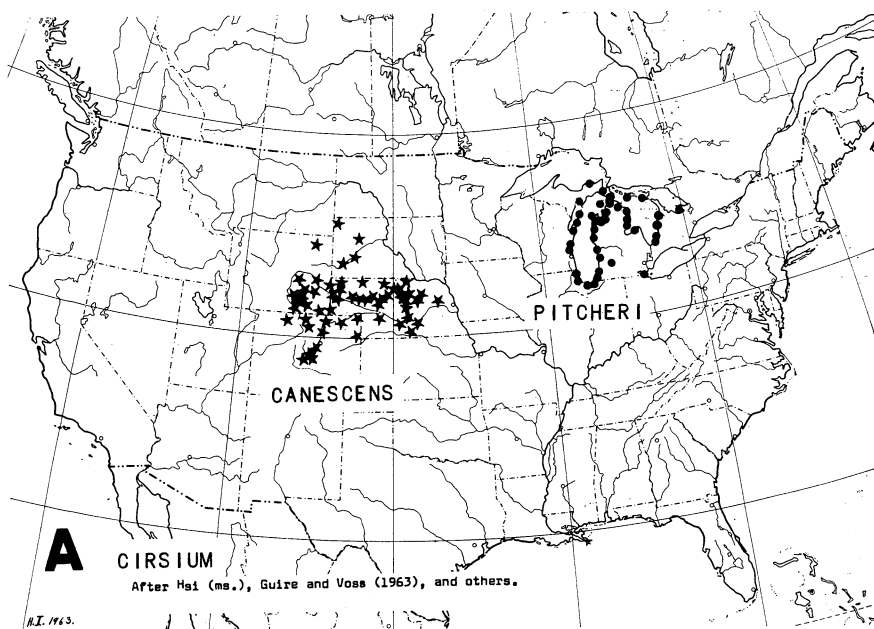 PITCHERI
CANESCENS
A
CIRSIUM
After Hsi (ms.), Guire and Voss (1963), and others.
H.I. 1963.